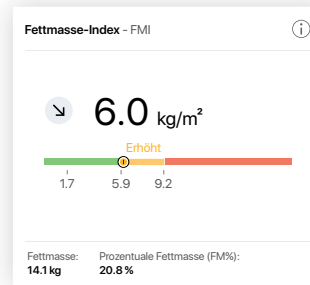 Fettmasse-Index - FMI
6.0 kg/m²
Erhöht
1.7 5.9 9.2
Fettmasse: Prozentuale Fettmasse (FM%):
14.1 kg 20.8 %